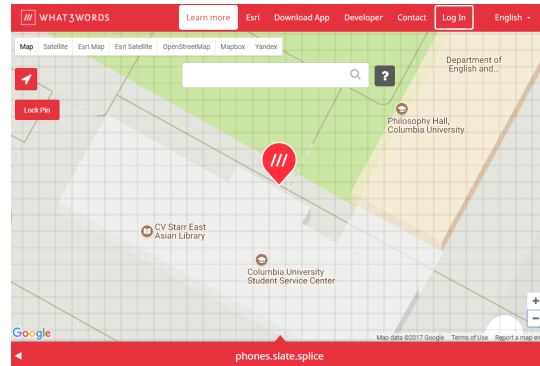 /// WHAT3WORDS Learn more Esri Download App Developer Contact Log In English
Map Satellite Esri Map Esri Satellite OpenStreetMap Mapbox Yandex
?
Department of
English and...
Lock Pin
Philosophy Hall,
Columbia University
///
CV Starr East
Asian Library
Columbia University
Student Service Center
+
−
Google
Map data ©2017 Google Terms of Use Report a map
phones.slate.splice